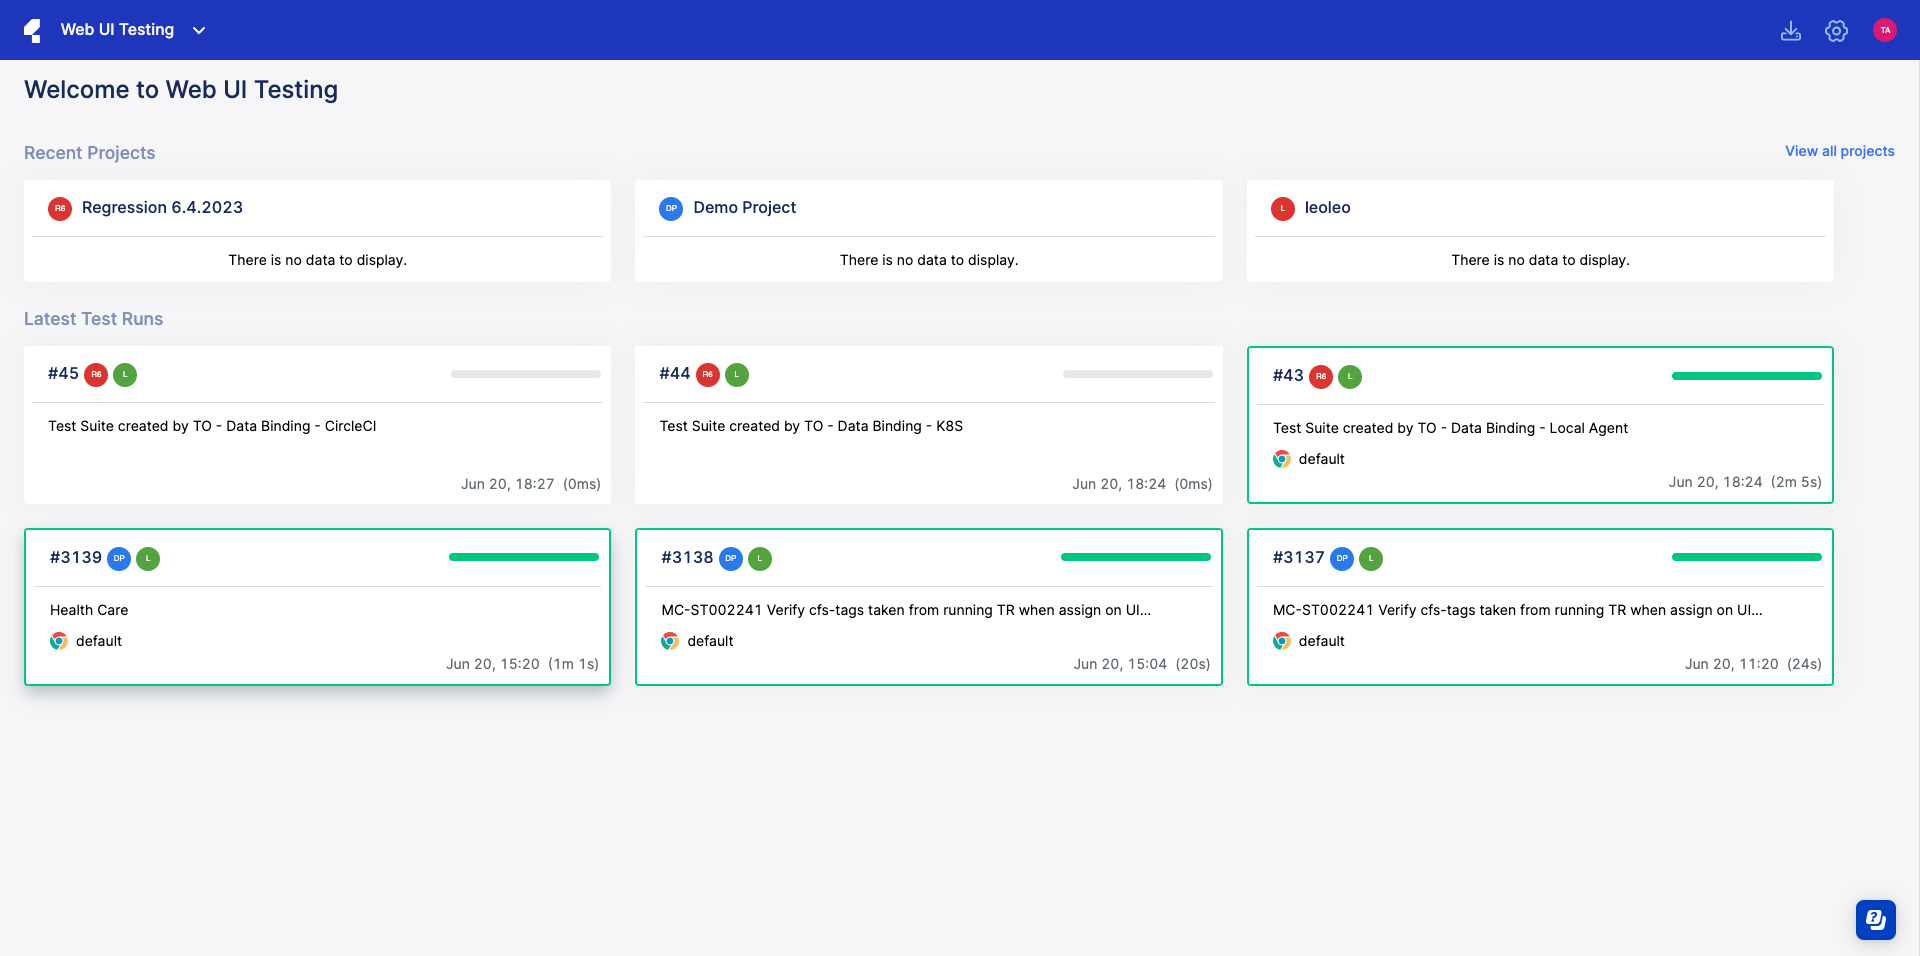 Web UI Testing
TA
Welcome to Web UI Testing
Recent Projects
View all projects
R6 Regression 6.4.2023
There is no data to display.
DP Demo Project
There is no data to display.
L leoleo
There is no data to display.
Latest Test Runs
#45 R6 L
Test Suite created by TO - Data Binding - CircleCI
Jun 20, 18:27 (0ms)
#44 R6 L
Test Suite created by TO - Data Binding - K8S
Jun 20, 18:24 (0ms)
#43 R6 L
Test Suite created by TO - Data Binding - Local Agent
default
Jun 20, 18:24 (2m 5s)
#3139 DP L
Health Care
default
Jun 20, 15:20 (1m 1s)
#3138 DP L
MC-ST002241 Verify cfs-tags taken from running TR when assign on UI...
default
Jun 20, 15:04 (20s)
#3137 DP L
MC-ST002241 Verify cfs-tags taken from running TR when assign on UI...
default
Jun 20, 11:20 (24s)
?